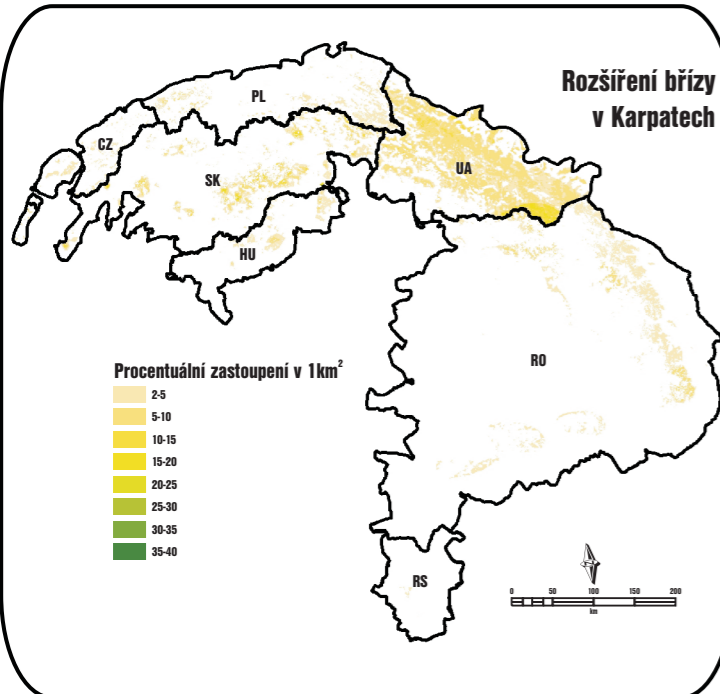 Rozšíření břízy
v Karpatech
PL
CZ
SK
UA
HU
RO
RS
Procentuální zastoupení v 1km²
2-5
5-10
10-15
15-20
20-25
25-30
30-35
35-40
0 50 100 150 200
km